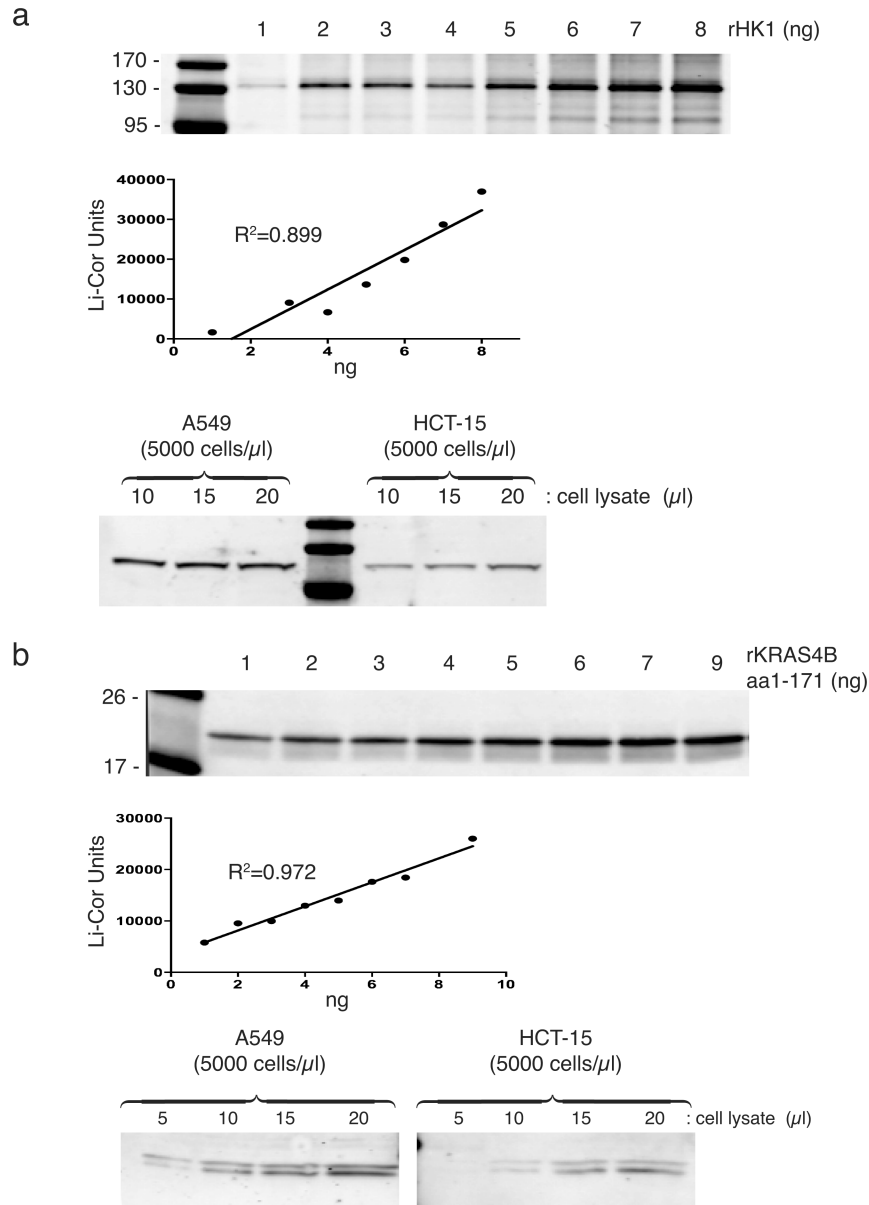 a
1 2 3 4 5 6 7 8 rHK1 (ng)
170 -
130 -
95 -
40000
30000
20000
10000
0
Li-Cor Units
R²=0.899
0 2 4 6 8
ng
A549
(5000 cells/µl)
HCT-15
(5000 cells/µl)
10 15 20 10 15 20 : cell lysate (µl)
b
1 2 3 4 5 6 7 9 rKRAS4B
aa1-171 (ng)
26 -
17 -
30000
20000
10000
0
Li-Cor Units
R²=0.972
0 2 4 6 8 10
ng
A549
(5000 cells/µl)
HCT-15
(5000 cells/µl)
5 10 15 20 5 10 15 20 : cell lysate (µl)